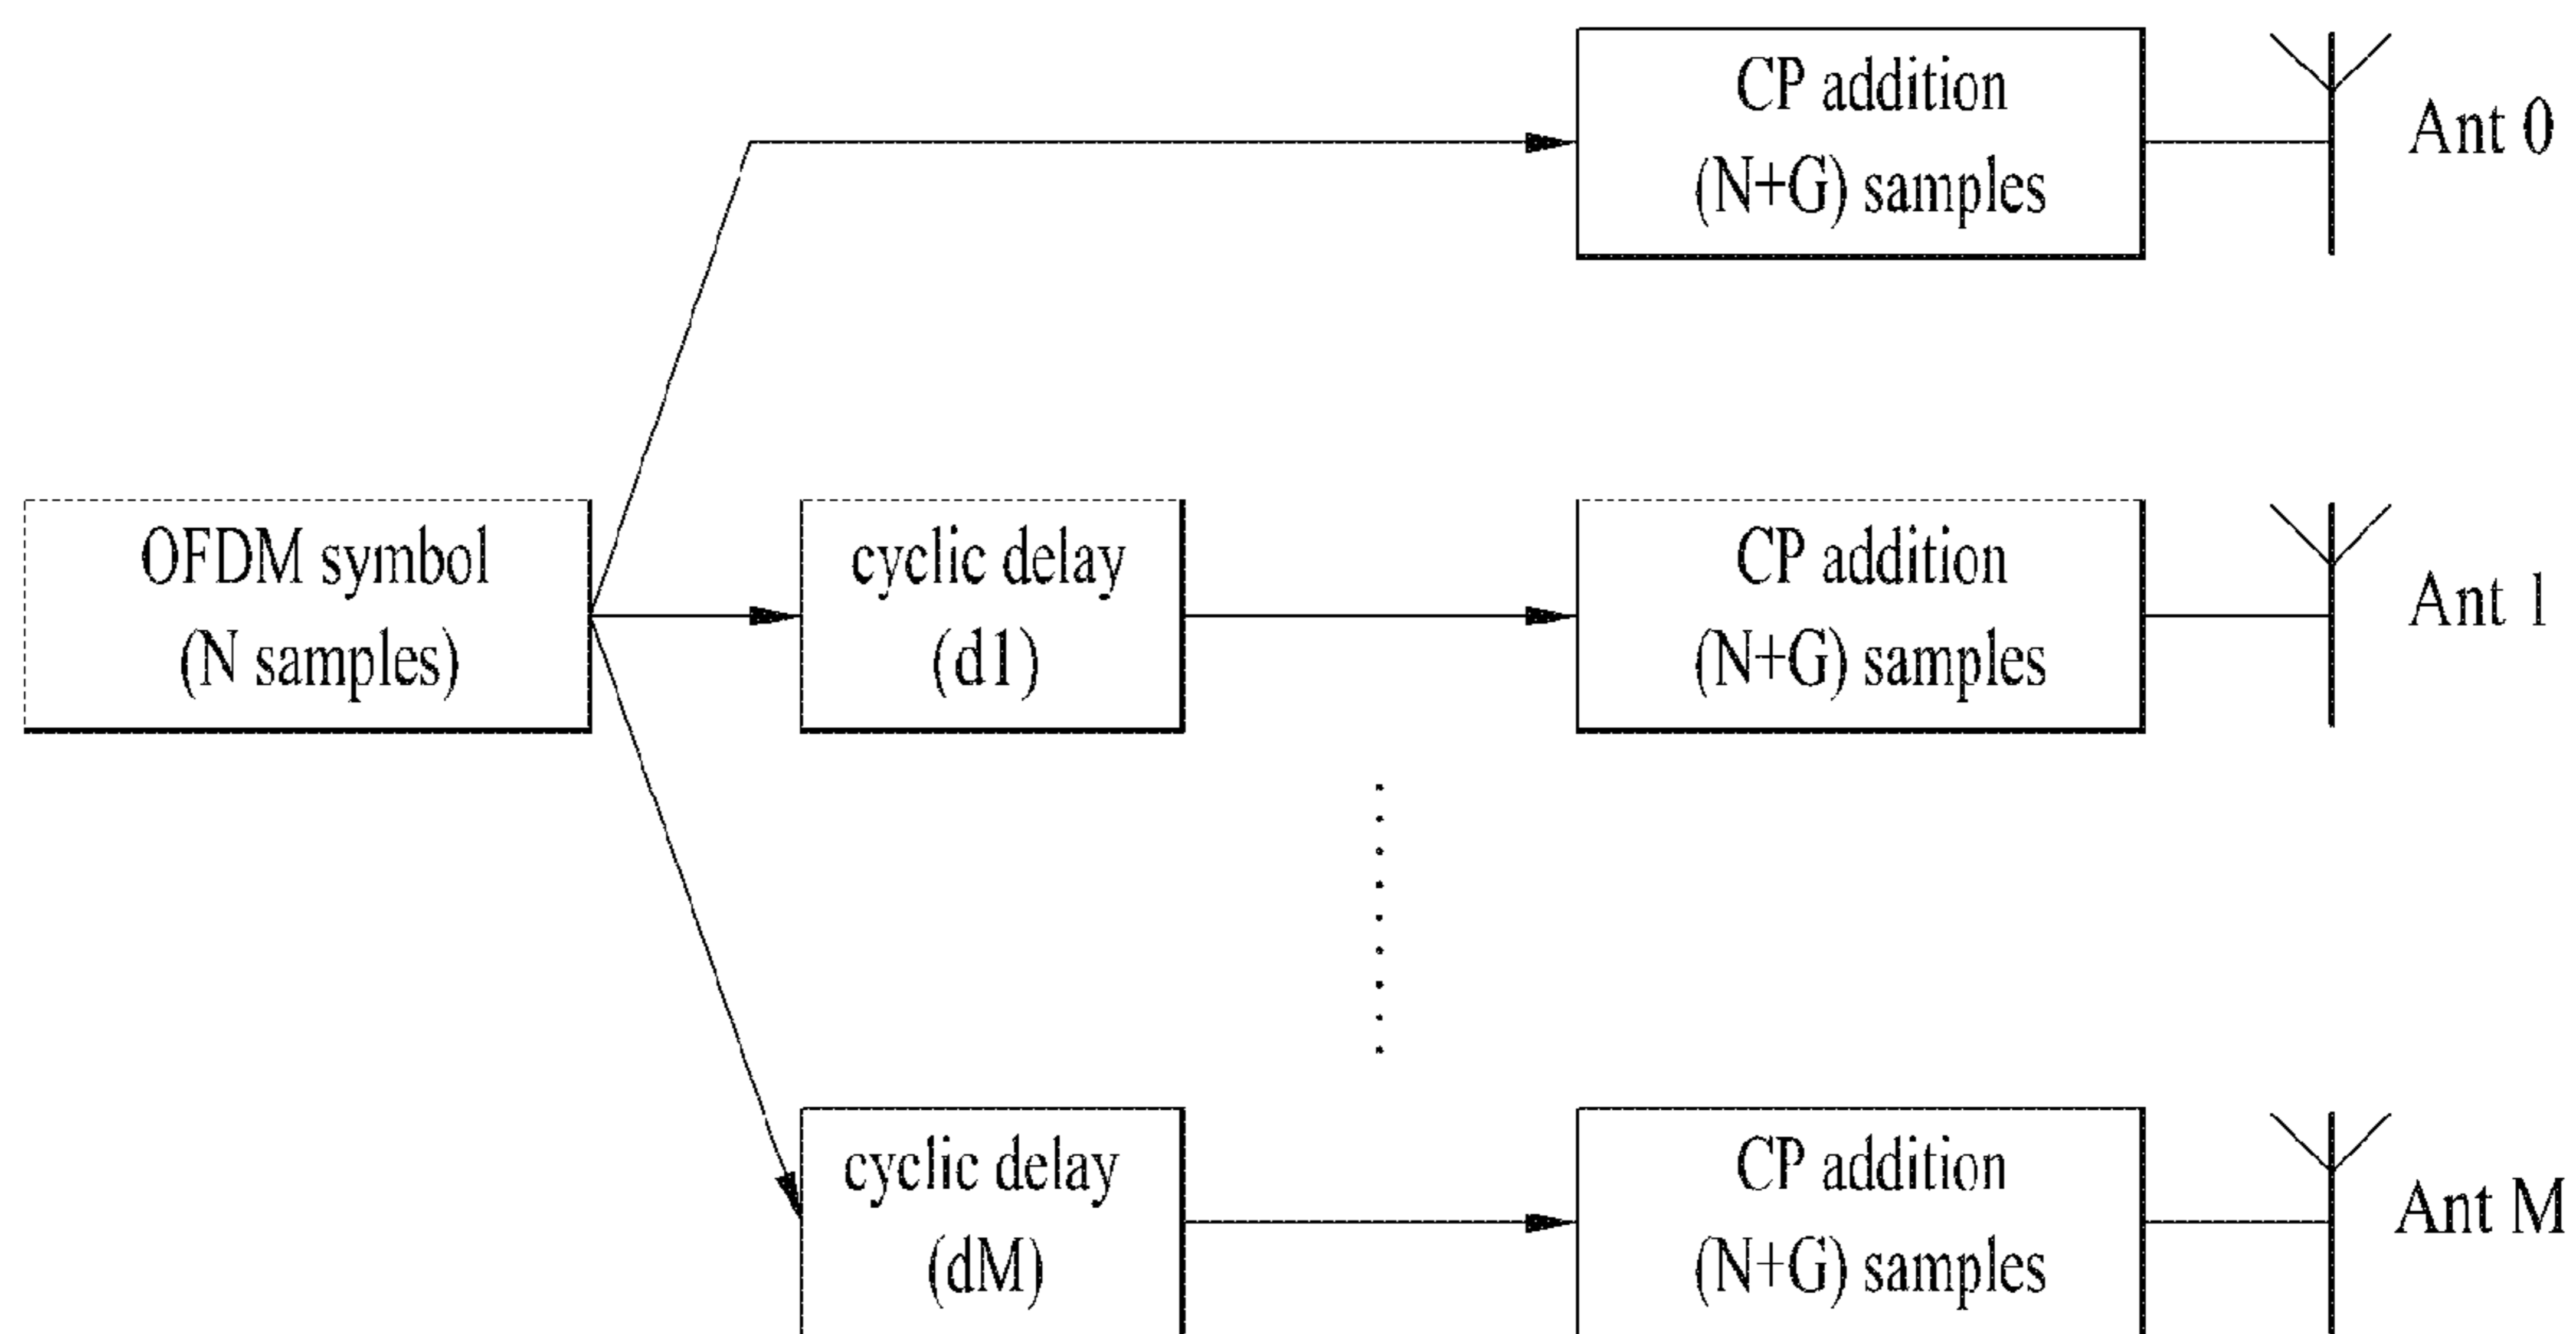 CP addition
(N+G) samples
Ant 0
OFDM symbol
(N samples)
cyclic delay
(d1)
CP addition
(N+G) samples
Ant 1
cyclic delay
(dM)
CP addition
(N+G) samples
Ant M